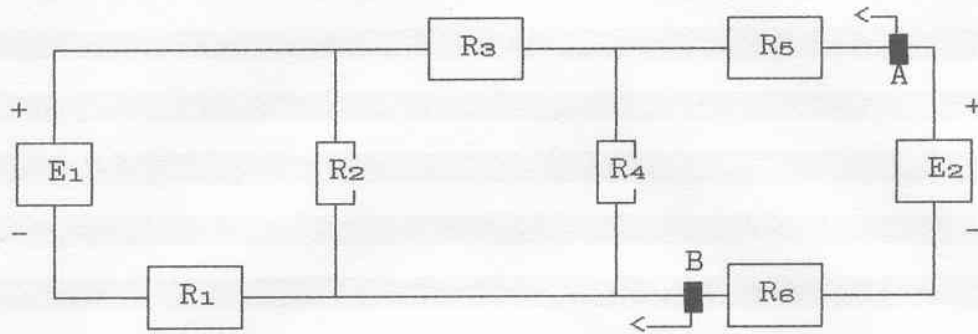 R3 R5
A
+ +
E1 R2 R4 E2
- -
B
R1 R6